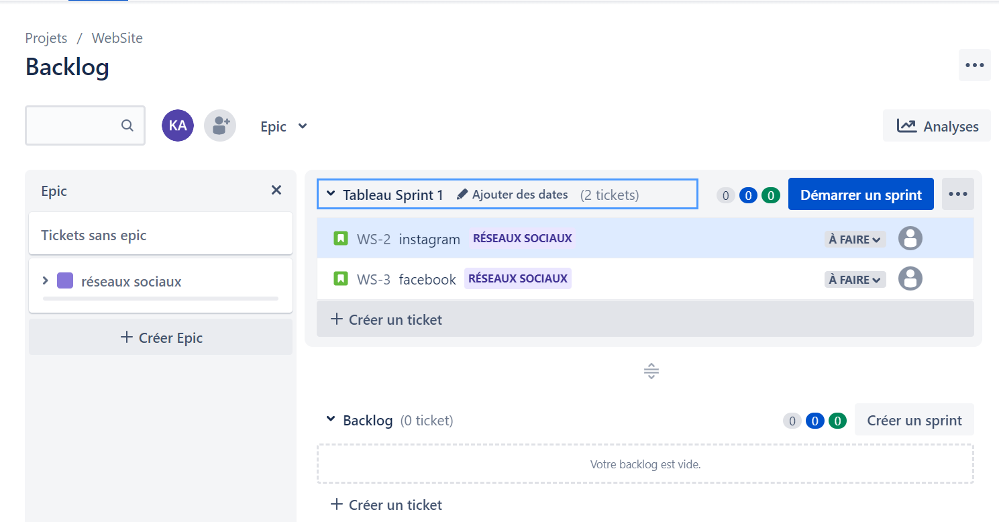 Projets / WebSite
Backlog
KA
Epic
Analyses
Epic
Tickets sans epic
réseaux sociaux
+ Créer Epic
Tableau Sprint 1 Ajouter des dates (2 tickets) 0 0 0 Démarrer un sprint
WS-2 instagram RÉSEAUX SOCIAUX À FAIRE
WS-3 facebook RÉSEAUX SOCIAUX À FAIRE
+ Créer un ticket
Backlog (0 ticket) 0 0 0 Créer un sprint
Votre backlog est vide.
+ Créer un ticket